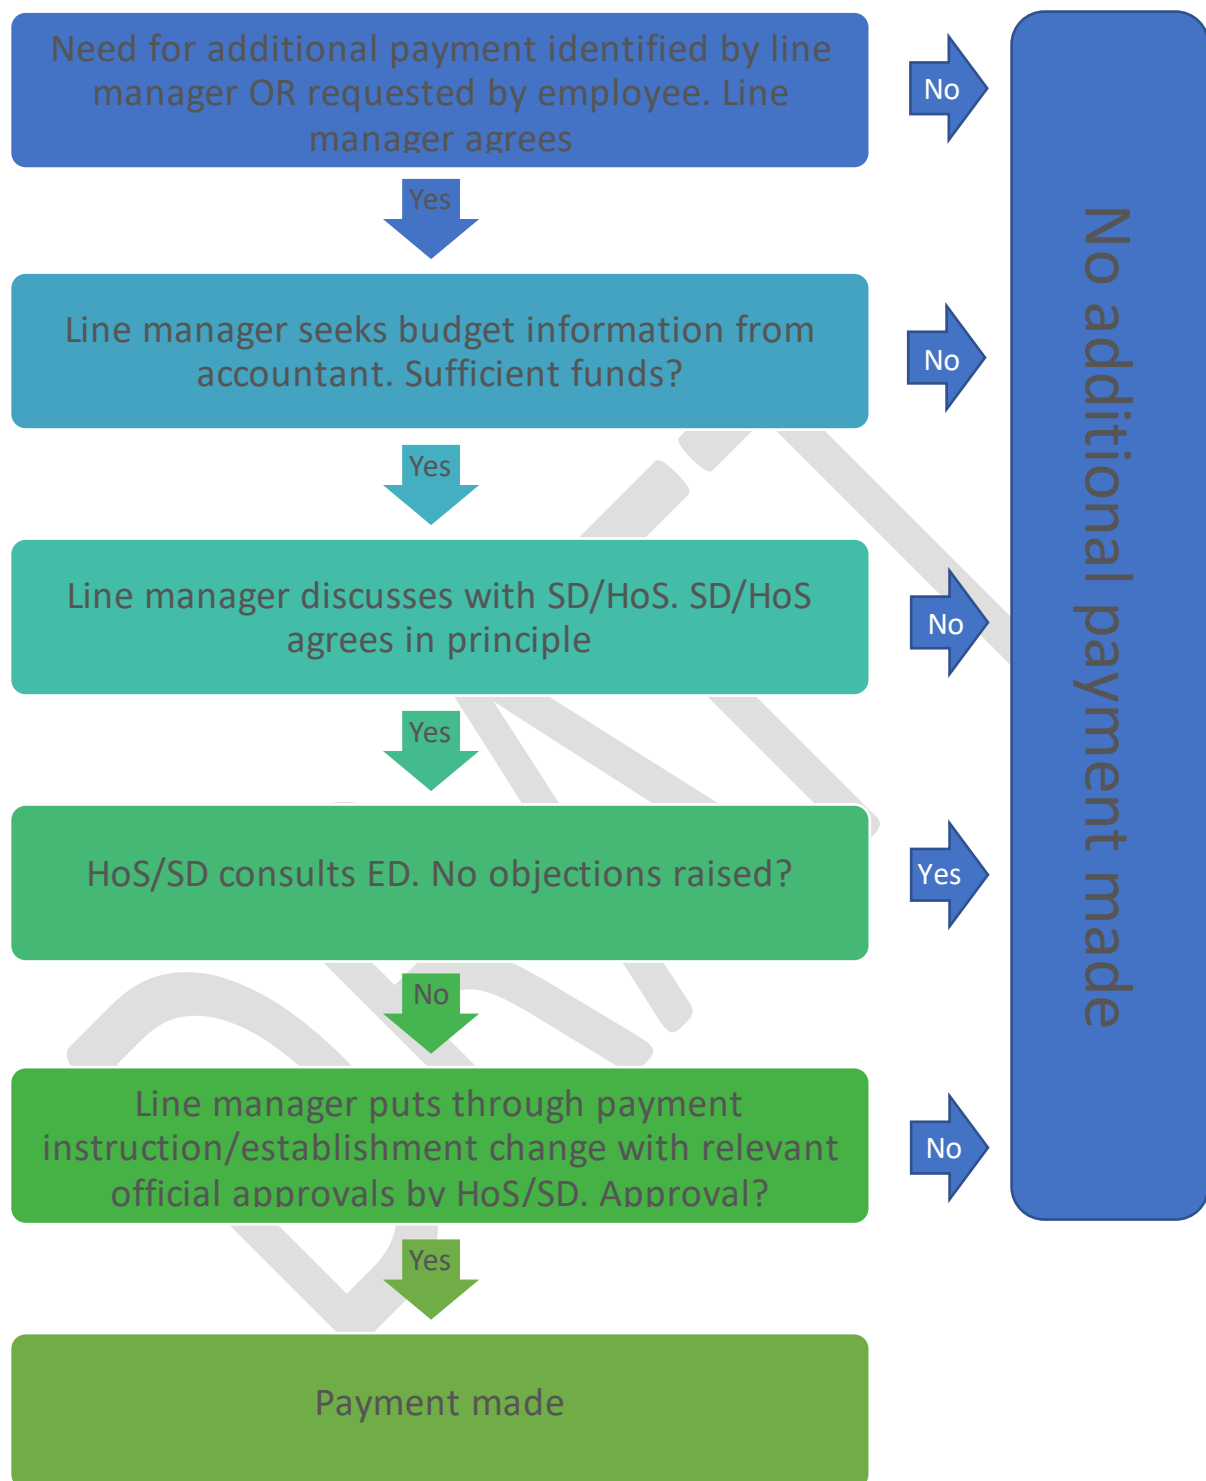 Need for additional payment identified by line
manager OR requested by employee. Line
manager agrees
No
Yes
Line manager seeks budget information from
accountant. Sufficient funds?
No
Yes
Line manager discusses with SD/HoS. SD/HoS
agrees in principle
No
Yes
HoS/SD consults ED. No objections raised?
Yes
No
Line manager puts through payment
instruction/establishment change with relevant
official approvals by HoS/SD. Approval?
No
Yes
Payment made
No additional payment made